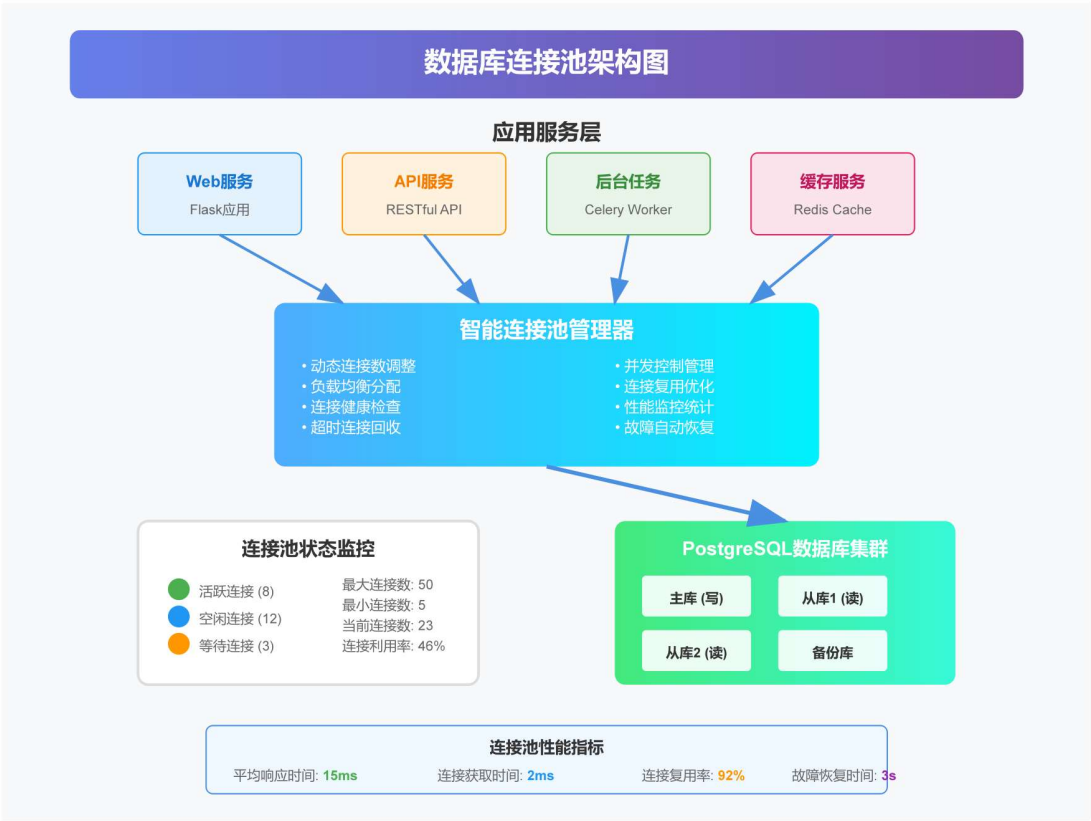 数据库连接池架构图
应用服务层
Web服务
Flask应用
API服务
RESTful API
后台任务
Celery Worker
缓存服务
Redis Cache
智能连接池管理器
• 动态连接数调整
• 负载均衡分配
• 连接健康检查
• 超时连接回收
• 并发控制管理
• 连接复用优化
• 性能监控统计
• 故障自动恢复
连接池状态监控
活跃连接 (8)
空闲连接 (12)
等待连接 (3)
最大连接数: 50
最小连接数: 5
当前连接数: 23
连接利用率: 46%
PostgreSQL数据库集群
主库 (写)
从库1 (读)
从库2 (读)
备份库
连接池性能指标
平均响应时间: 15ms
连接获取时间: 2ms
连接复用率: 92%
故障恢复时间: 3s